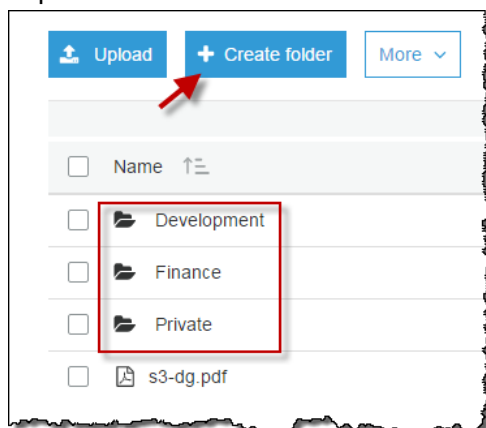 Upload + Create folder More
Name
Development
Finance
Private
s3-dg.pdf